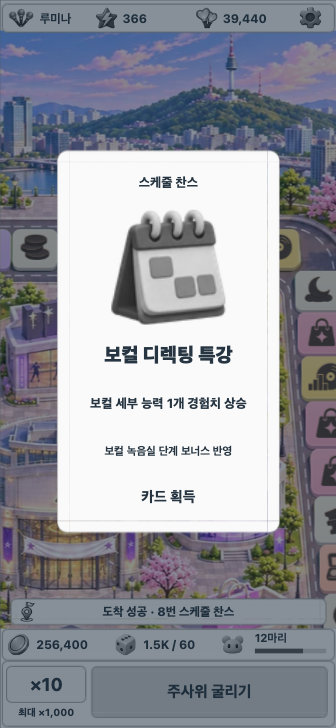 루미나 366 39,440
스케줄 찬스
보컬 디렉팅 특강
보컬 세부 능력 1개 경험치 상승
보컬 녹음실 단계 보너스 반영
카드 획득
도착 성공 · 8번 스케줄 찬스
256,400 1.5K / 60 12마리
×10 주사위 굴리기
최대 ×1,000